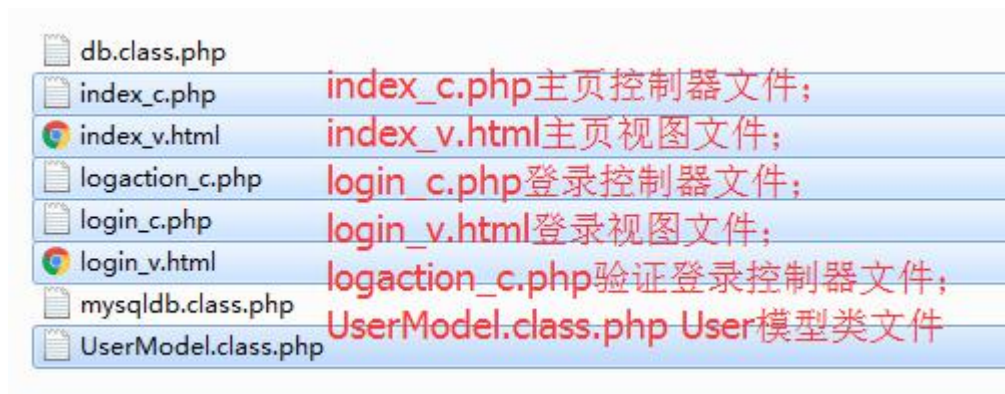 db.class.php
index_c.php
index_c.php主页控制器文件;
index_v.html
index_v.html主页视图文件;
logaction_c.php
login_c.php登录控制器文件;
login_c.php
login_v.html登录视图文件;
login_v.html
logaction_c.php验证登录控制器文件;
mysqldb.class.php
UserModel.class.php
UserModel.class.php User模型类文件